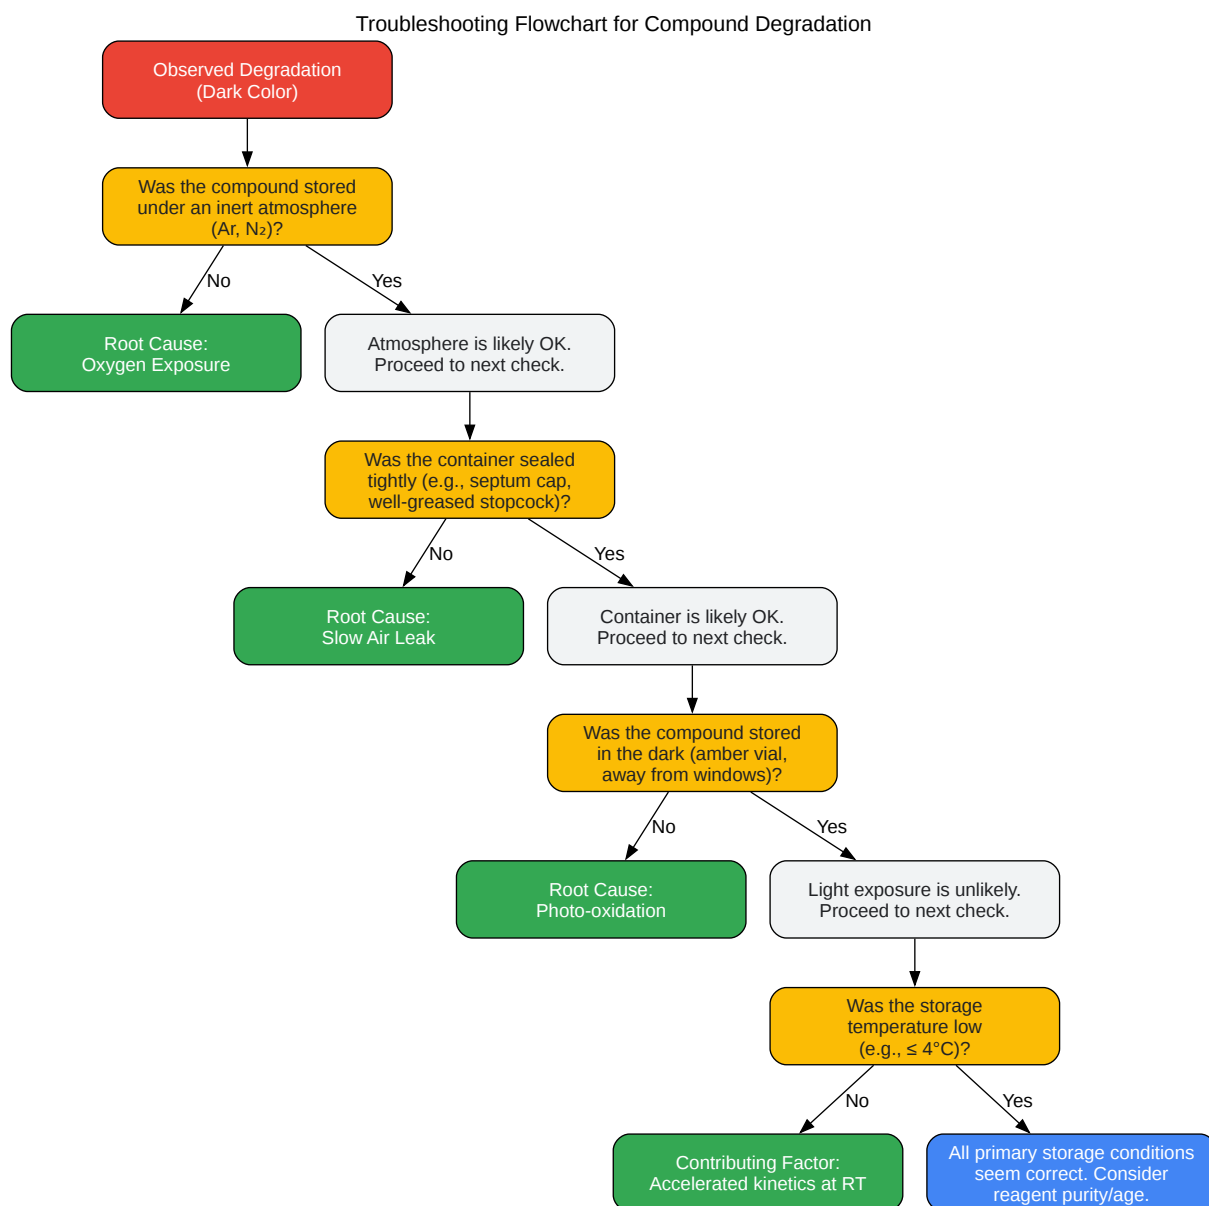 Troubleshooting Flowchart for Compound Degradation
Observed Degradation
(Dark Color)
Was the compound stored
under an inert atmosphere
(Ar, N₂)?
No
Yes
Root Cause:
Oxygen Exposure
Atmosphere is likely OK.
Proceed to next check.
Was the container sealed
tightly (e.g., septum cap,
well-greased stopcock)?
No
Yes
Root Cause:
Slow Air Leak
Container is likely OK.
Proceed to next check.
Was the compound stored
in the dark (amber vial,
away from windows)?
No
Yes
Root Cause:
Photo-oxidation
Light exposure is unlikely.
Proceed to next check.
Was the storage
temperature low
(e.g., ≤ 4°C)?
No
Yes
Contributing Factor:
Accelerated kinetics at RT
All primary storage conditions
seem correct. Consider
reagent purity/age.